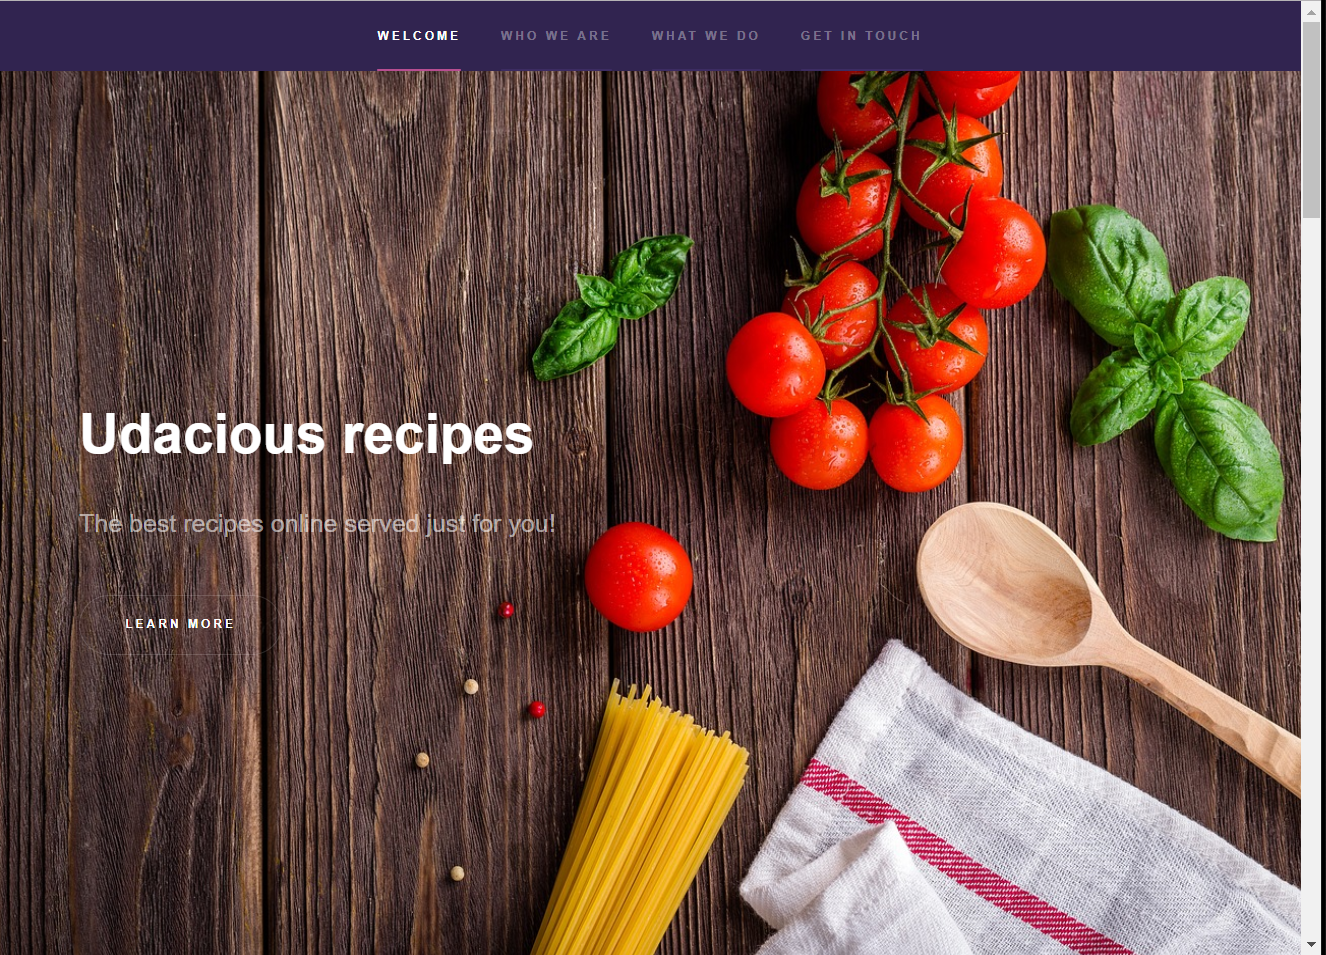 WELCOME WHO WE ARE WHAT WE DO GET IN TOUCH
Udacious recipes
The best recipes online served just for you!
LEARN MORE